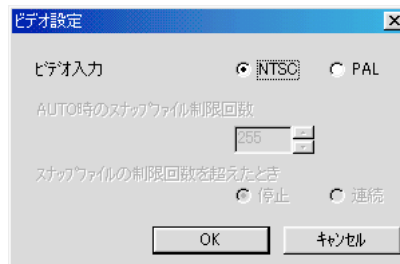 ビデオ設定
ﾋﾞﾃﾞｵ入力 NTSC PAL
AUTO時のｽﾅｯﾌﾟﾌｧｲﾙ制限回数
255
ｽﾅｯﾌﾟﾌｧｲﾙの制限回数を超えたとき
停止 連続
OK ｷｬﾝｾﾙ